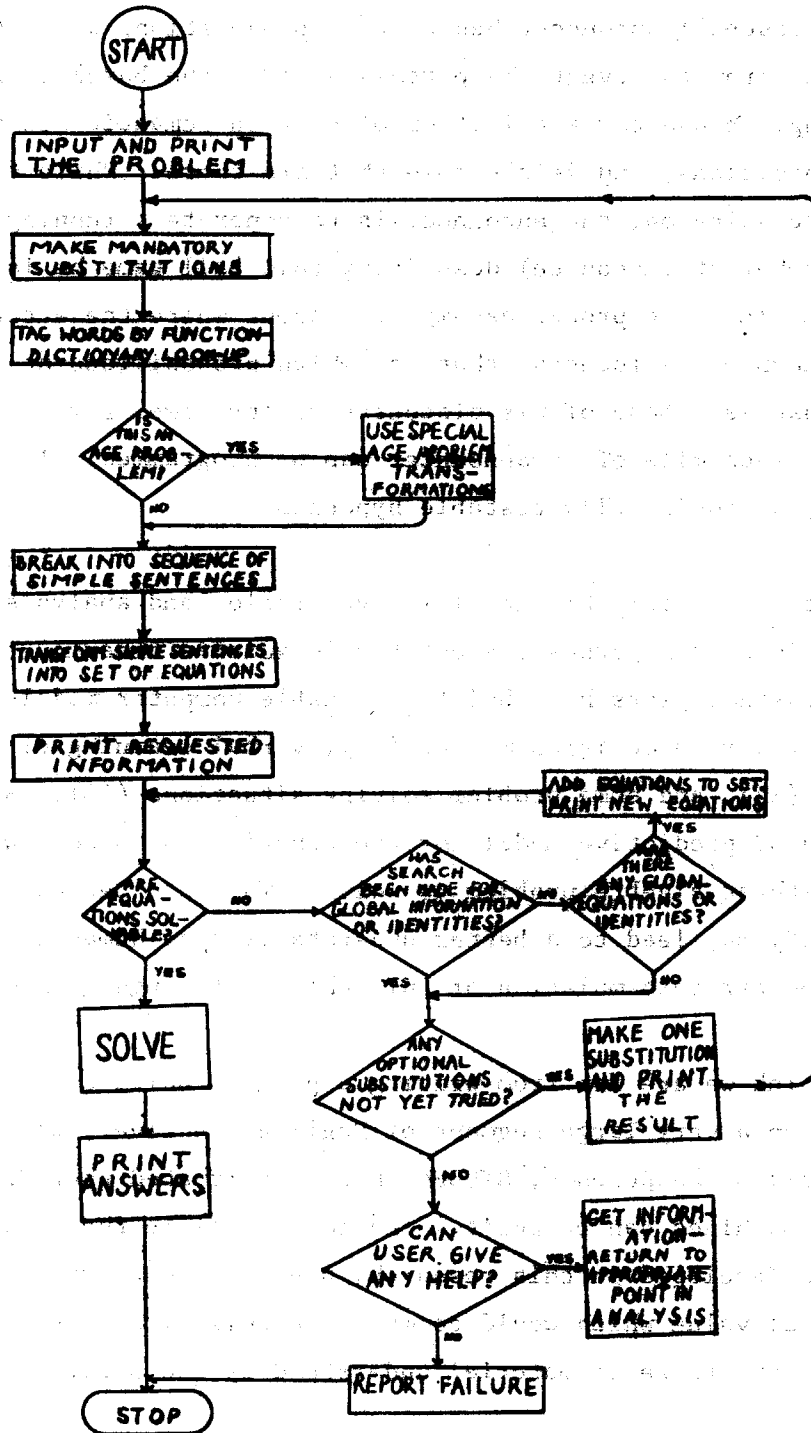 START
INPUT AND PRINT
THE PROBLEM
MAKE MANDATORY
SUBSTITUTIONS
TAG WORDS BY FUNCTION-
DICTIONARY LOOK-UP
IS
THIS AN
AGE PROB-
LEM?
YES
USE SPECIAL
AGE PROBLEM
TRANS-
FORMATIONS
NO
BREAK INTO SEQUENCE OF
SIMPLE SENTENCES
TRANSFORM SIMPLE SENTENCES
INTO SET OF EQUATIONS
PRINT REQUESTED
INFORMATION
ADD EQUATIONS TO SET.
PRINT NEW EQUATIONS
YES
ARE
EQUA-
TIONS SOL-
VABLE?
NO
HAS
SEARCH
BEEN MADE FOR
GLOBAL INFORMATION
OR IDENTITIES?
NO
THERE
ANY GLOBAL
EQUATIONS OR
IDENTITIES?
YES
YES
NO
SOLVE
ANY
OPTIONAL
SUBSTITUTIONS
NOT YET TRIED?
YES
MAKE ONE
SUBSTITUTION
AND PRINT
THE
RESULT
PRINT
ANSWERS
NO
CAN
USER GIVE
ANY HELP?
YES
GET INFORM-
ATION-
RETURN TO
APPROPRIATE
POINT IN
ANALYSIS
NO
REPORT FAILURE
STOP